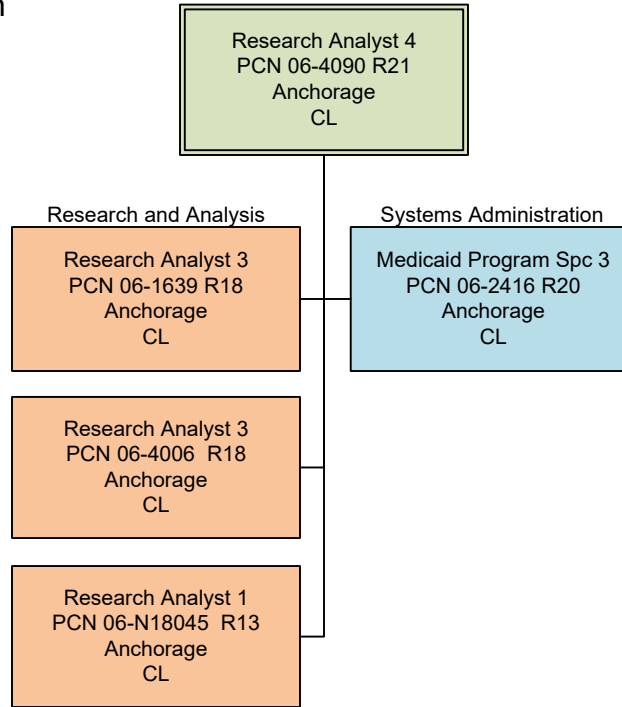 Research Analyst 4
PCN 06-4090 R21
Anchorage
CL
Research and Analysis
Research Analyst 3
PCN 06-1639 R18
Anchorage
CL
Research Analyst 3
PCN 06-4006  R18
Anchorage
CL
Research Analyst 1
PCN 06-N18045  R13
Anchorage
CL
Systems Administration
Medicaid Program Spc 3
PCN 06-2416 R20
Anchorage
CL